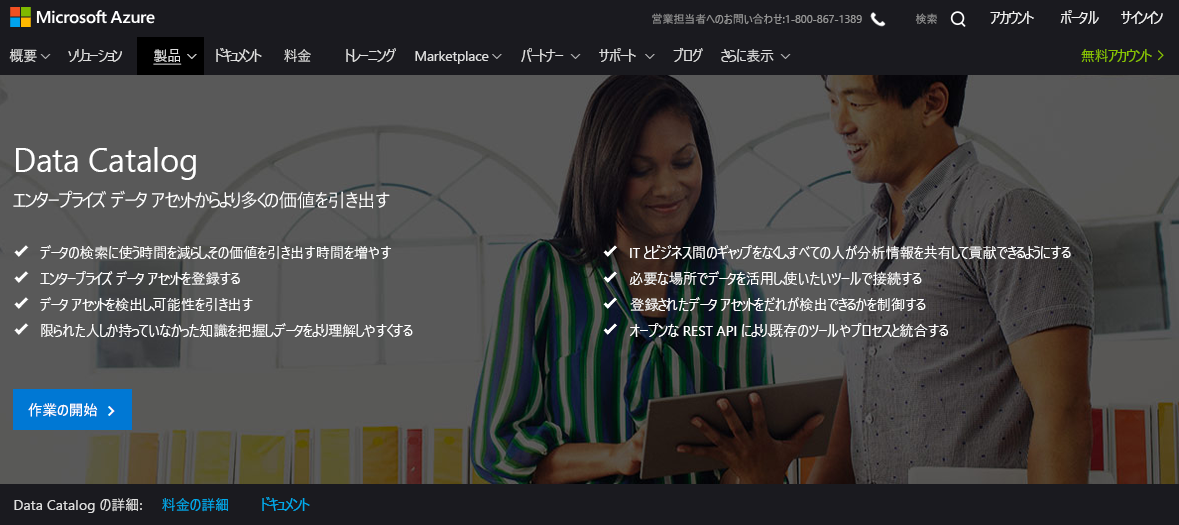 Microsoft Azure
営業担当者へのお問い合わせ:1-800-867-1389 検索 アカウント ポータル サインイン
概要 ソリューション 製品 ドキュメント 料金 トレーニング Marketplace パートナー サポート ブログ さらに表示 無料アカウント
Data Catalog
エンタープライズ データ アセットからより多くの価値を引き出す
データの検索に使う時間を減らし、その価値を引き出す時間を増やす
エンタープライズ データ アセットを登録する
データ アセットを検出し、可能性を引き出す
限られた人しか持っていなかった知識を把握し、データをより理解しやすくする
IT とビジネス間のギャップをなくし、すべての人が分析情報を共有して貢献できるようにする
必要な場所でデータを活用し、使いたいツールで接続する
登録されたデータ アセットをだれが検出できるかを制御する
オープンな REST API により、既存のツールやプロセスと統合する
作業の開始
Data Catalog の詳細: 料金の詳細 ドキュメント